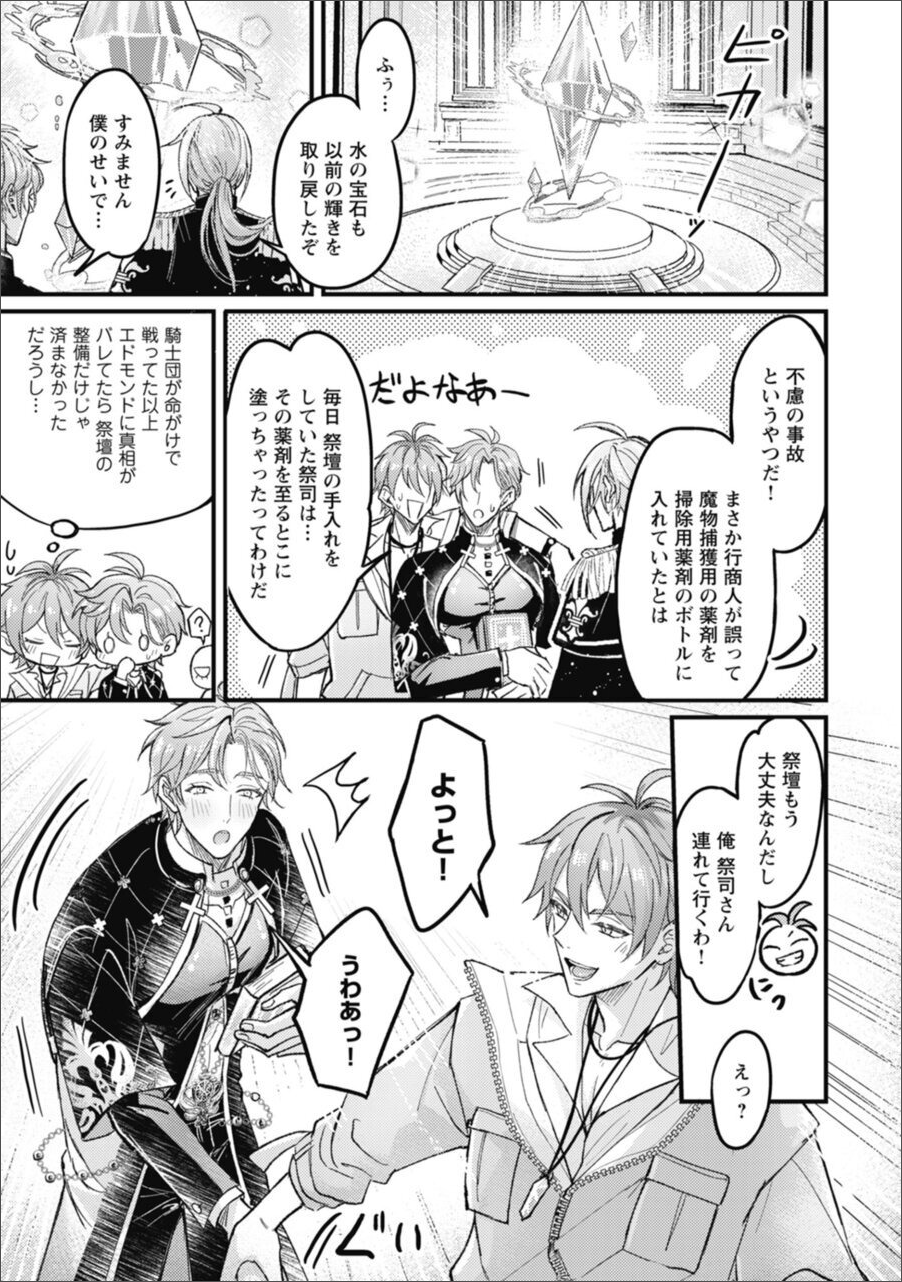 ピカーッ
ふぅ…
水の宝石も
以前の輝きを
取り戻したぞ
すみません
僕のせいで…
不慮の事故
というやつだ！
まさか行商人が誤って
魔物捕獲用の薬剤を
掃除用薬剤のボトルに
入れていたとは
だよなあー
毎日 祭壇の手入れを
していた祭司は…
その薬剤を至るとこに
塗っちゃったってわけだ
騎士団が命がけで
戦ってた以上
エドモンドに真相が
バレてたら 祭壇の
整備だけじゃ
済まなかった
だろうし…
？
祭壇もう
大丈夫なんだし
俺 祭司さん
連れて行くわ！
にっ
えっ？
よっと！
うわあっ！
ぐい